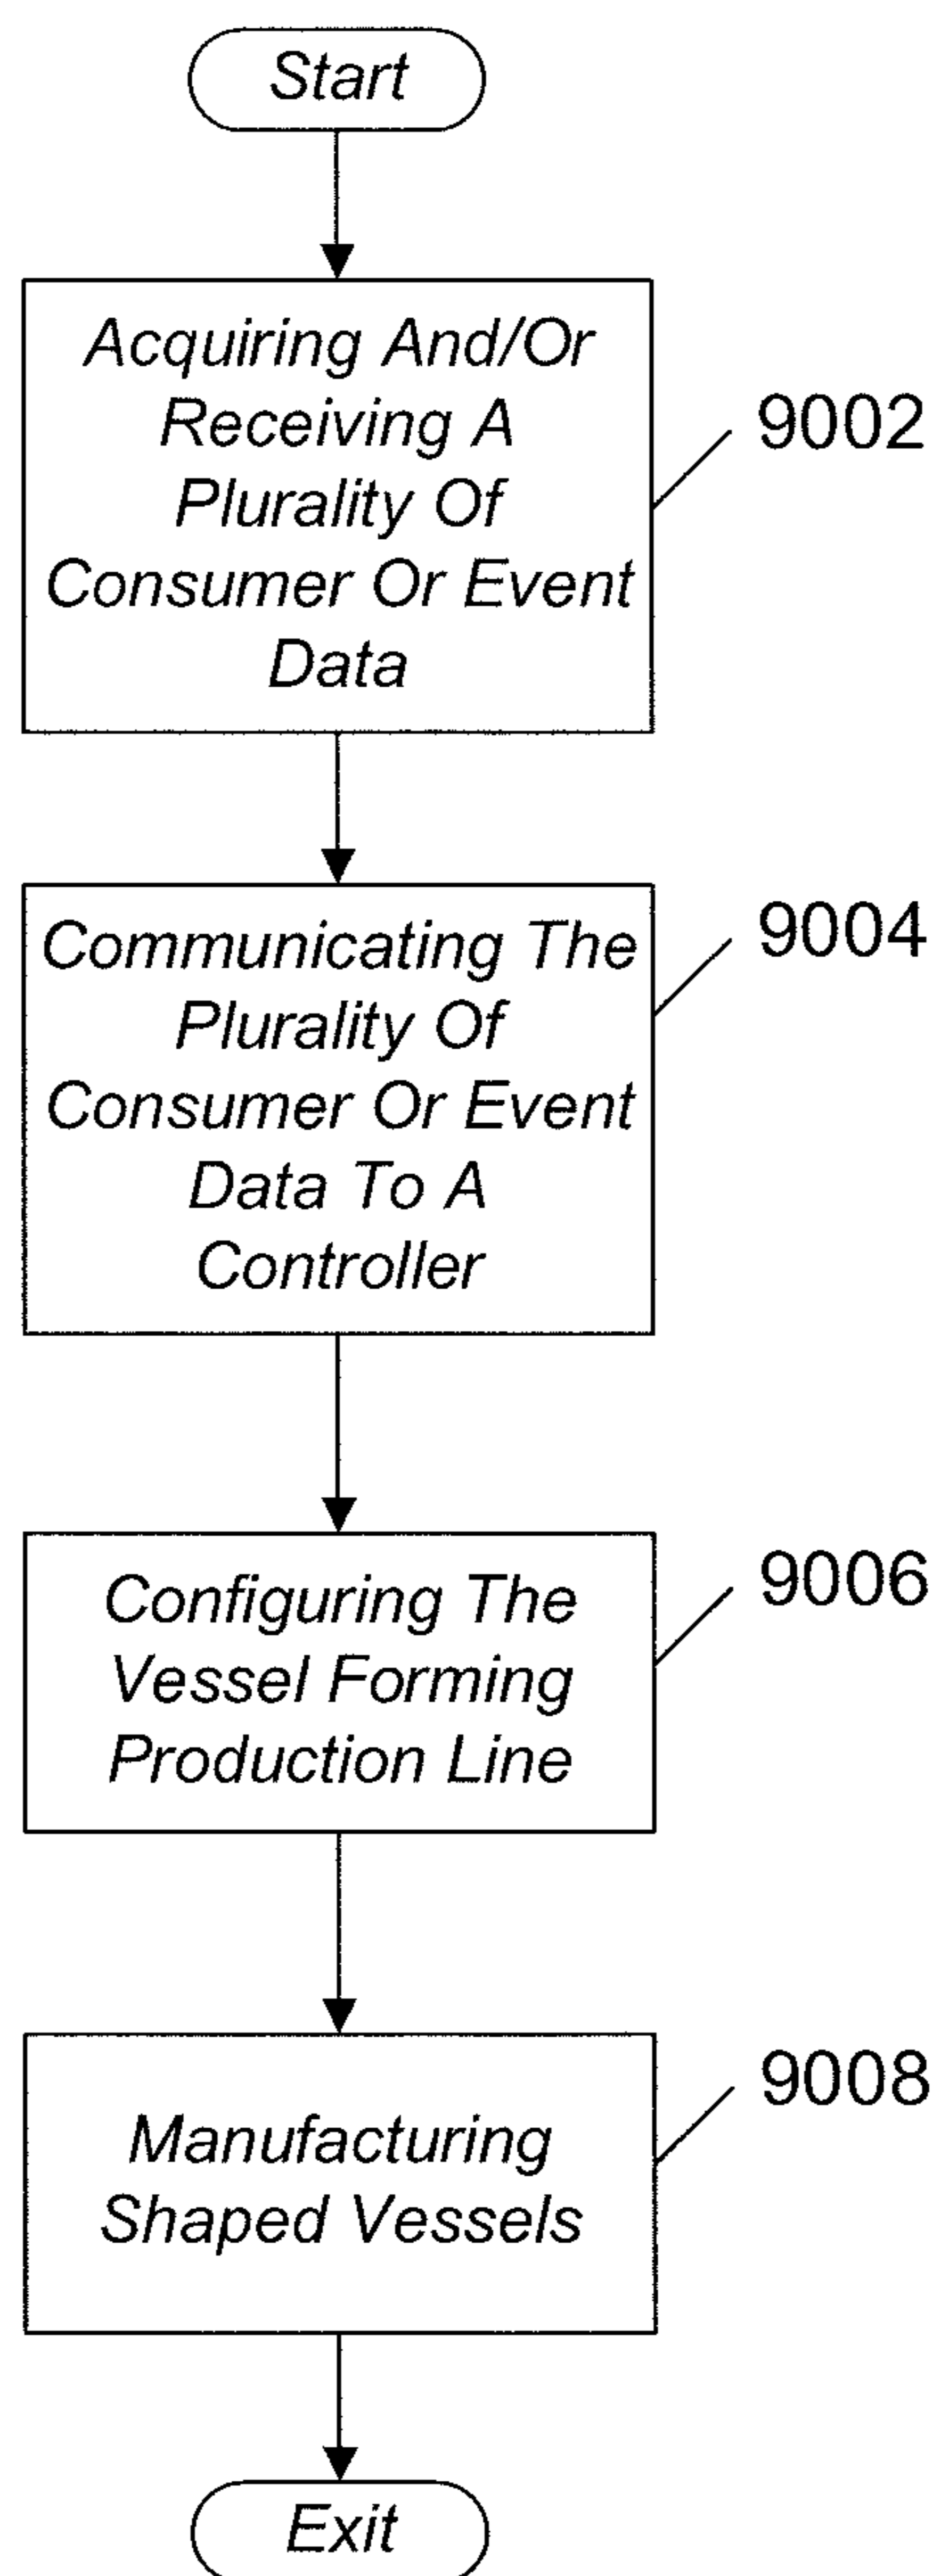 Start
Acquiring And/Or
Receiving A
Plurality Of
Consumer Or Event
Data
9002
Communicating The
Plurality Of
Consumer Or Event
Data To A
Controller
9004
Configuring The
Vessel Forming
Production Line
9006
Manufacturing
Shaped Vessels
9008
Exit